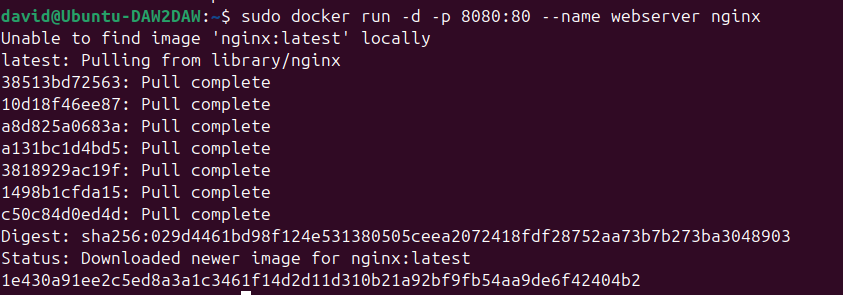 david@Ubuntu-DAW2DAW:~$ sudo docker run -d -p 8080:80 --name webserver nginx
Unable to find image 'nginx:latest' locally
latest: Pulling from library/nginx
38513bd72563: Pull complete
10d18f46ee87: Pull complete
a8d825a0683a: Pull complete
a131bc1d4bd5: Pull complete
3818929ac19f: Pull complete
1498b1cfda15: Pull complete
c50c84d0ed4d: Pull complete
Digest: sha256:029d4461bd98f124e531380505ceea2072418fdf28752aa73b7b273ba3048903
Status: Downloaded newer image for nginx:latest
1e430a91ee2c5ed8a3a1c3461f14d2d11d310b21a92bf9fb54aa9de6f42404b2